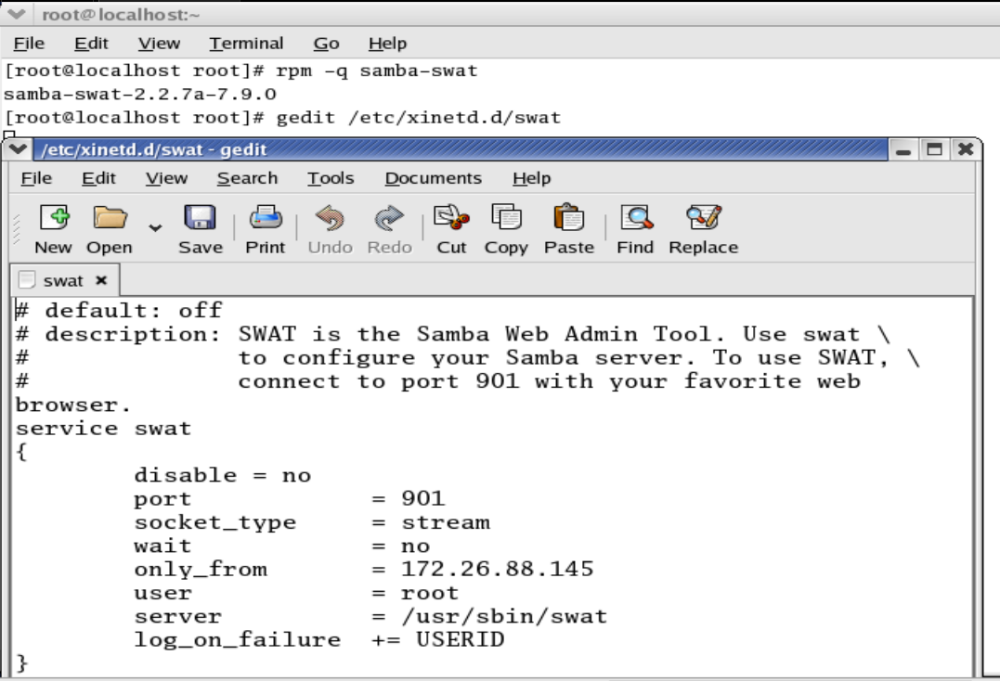 root@localhost:~
File Edit View Terminal Go Help
[root@localhost root]# rpm -q samba-swat
samba-swat-2.2.7a-7.9.0
[root@localhost root]# gedit /etc/xinetd.d/swat
/etc/xinetd.d/swat - gedit
File Edit View Search Tools Documents Help
New Open Save Print Undo Redo Cut Copy Paste Find Replace
swat
# default: off
# description: SWAT is the Samba Web Admin Tool. Use swat \
#              to configure your Samba server. To use SWAT, \
#              connect to port 901 with your favorite web
browser.
service swat
{
        disable = no
        port            = 901
        socket_type     = stream
        wait            = no
        only_from       = 172.26.88.145
        user            = root
        server          = /usr/sbin/swat
        log_on_failure  += USERID
}